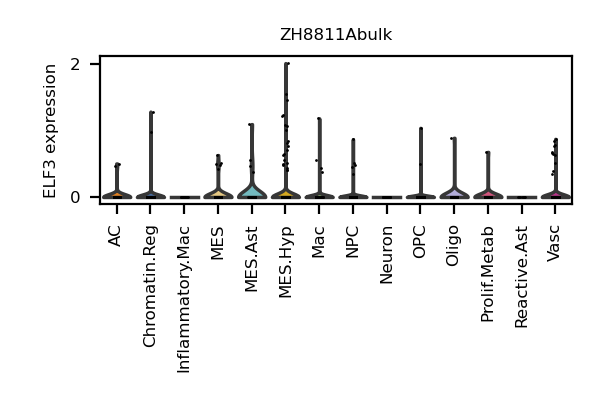 ZH8811Abulk
ELF3 expression
2
0
AC
Chromatin.Reg
Inflammatory.Mac
MES
MES.Ast
MES.Hyp
Mac
NPC
Neuron
OPC
Oligo
Prolif.Metab
Reactive.Ast
Vasc